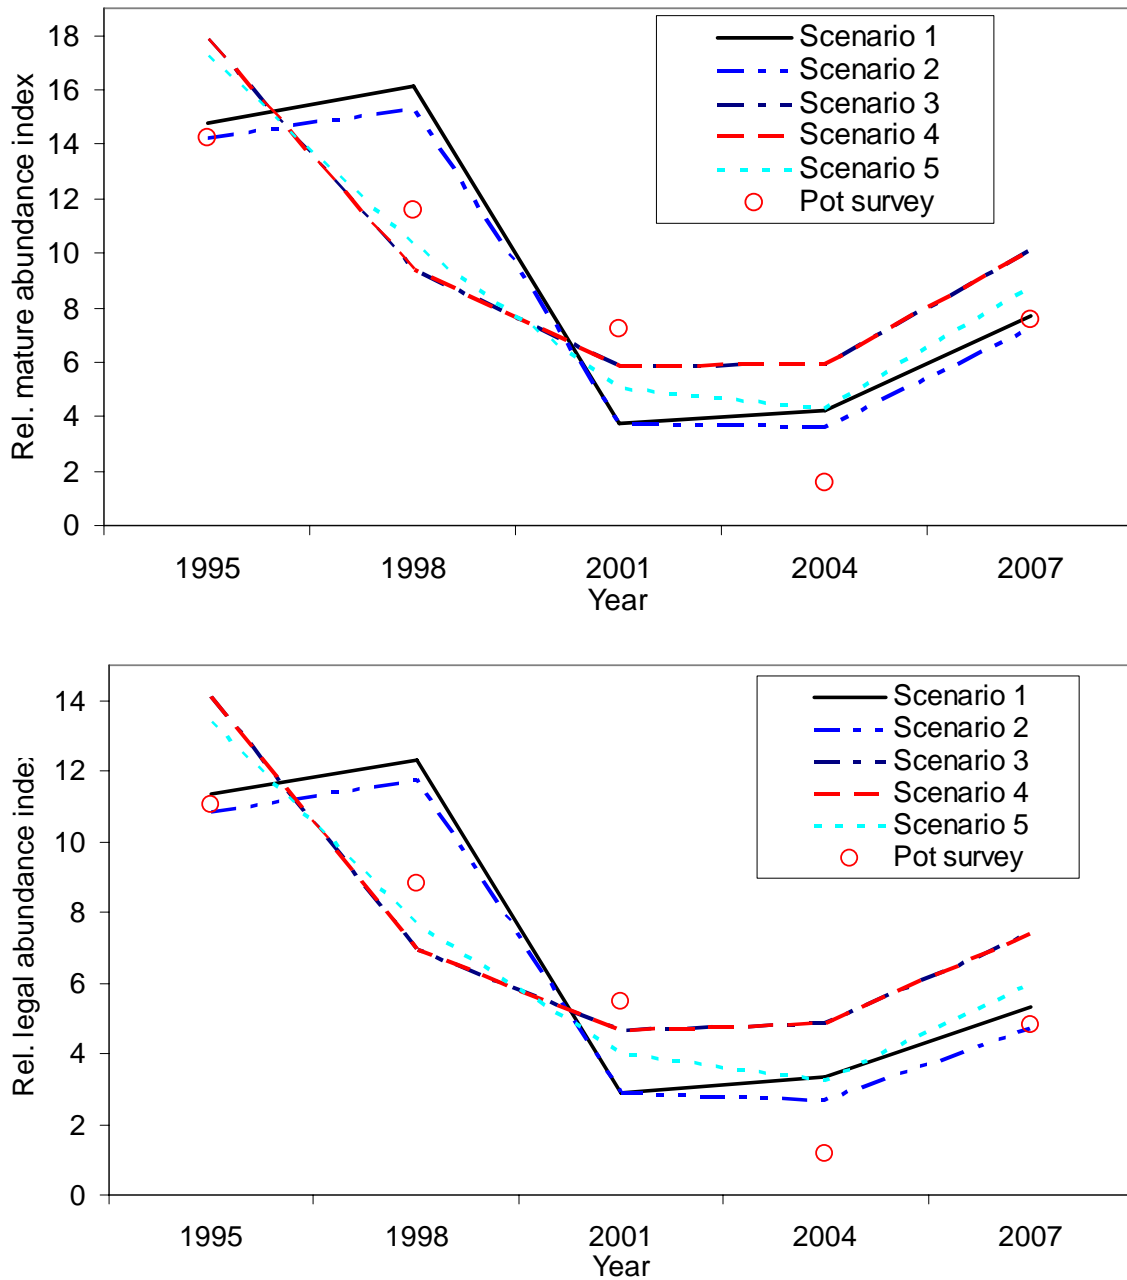 18
16
14
12
10
8
6
4
2
0
Rel. mature abundance index
Scenario 1
Scenario 2
Scenario 3
Scenario 4
Scenario 5
Pot survey
1995 1998 2001 2004 2007
Year
14
12
10
8
6
4
2
0
Rel. legal abundance inde:
Scenario 1
Scenario 2
Scenario 3
Scenario 4
Scenario 5
Pot survey
1995 1998 2001 2004 2007
Year